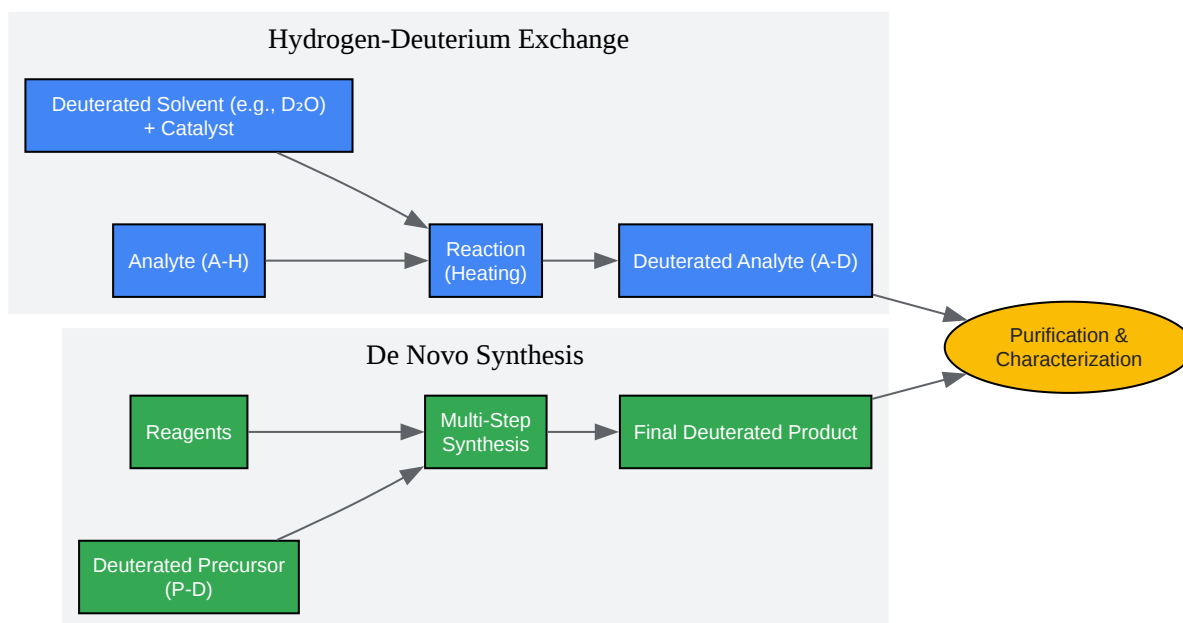 Hydrogen-Deuterium Exchange
Deuterated Solvent (e.g., D₂O)
+ Catalyst
Analyte (A-H)
Reaction
(Heating)
Deuterated Analyte (A-D)
De Novo Synthesis
Reagents
Multi-Step
Synthesis
Final Deuterated Product
Deuterated Precursor
(P-D)
Purification &
Characterization